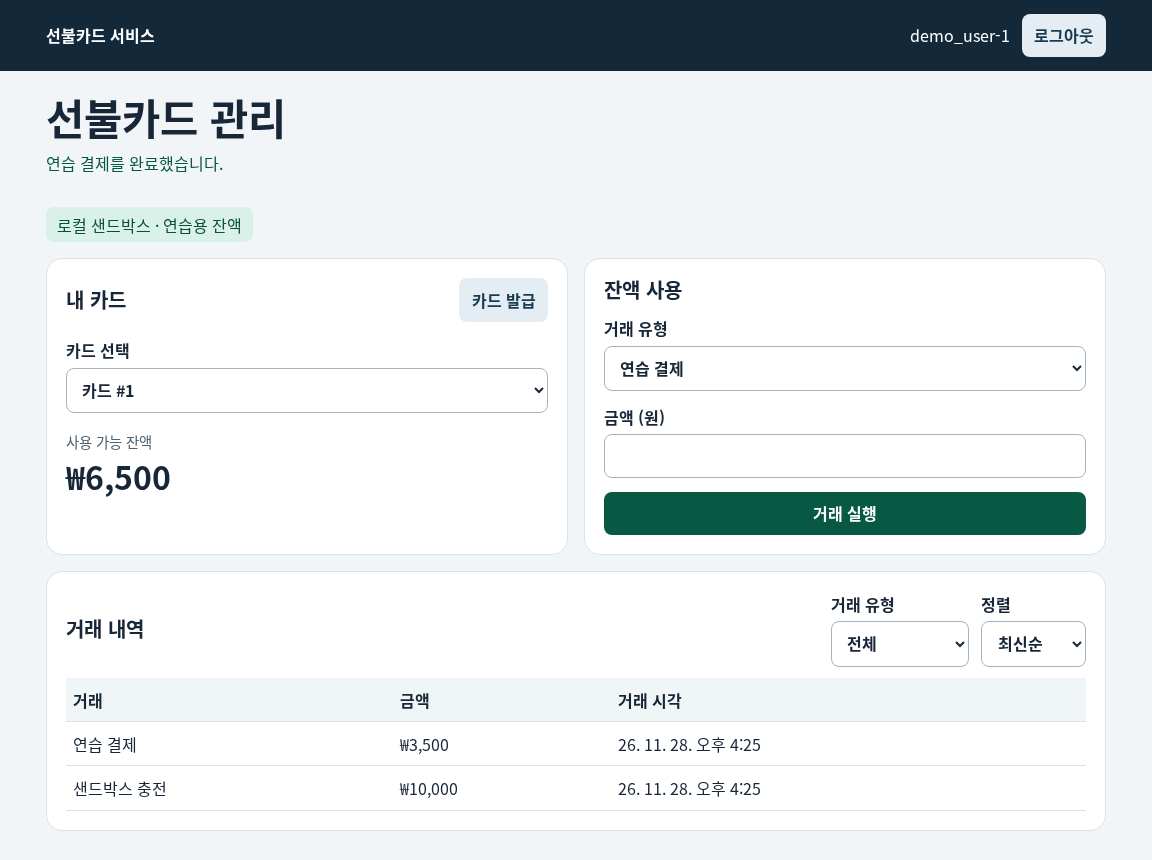 선불카드 서비스
demo_user-1
로그아웃
선불카드 관리
연습 결제를 완료했습니다.
로컬 샌드박스 · 연습용 잔액
내 카드
카드 발급
카드 선택
카드 #1
사용 가능 잔액
₩6,500
잔액 사용
거래 유형
연습 결제
금액 (원)
거래 실행
거래 내역
거래 유형
전체
정렬
최신순
거래 금액 거래 시각
연습 결제 ₩3,500 26. 11. 28. 오후 4:25
샌드박스 충전 ₩10,000 26. 11. 28. 오후 4:25